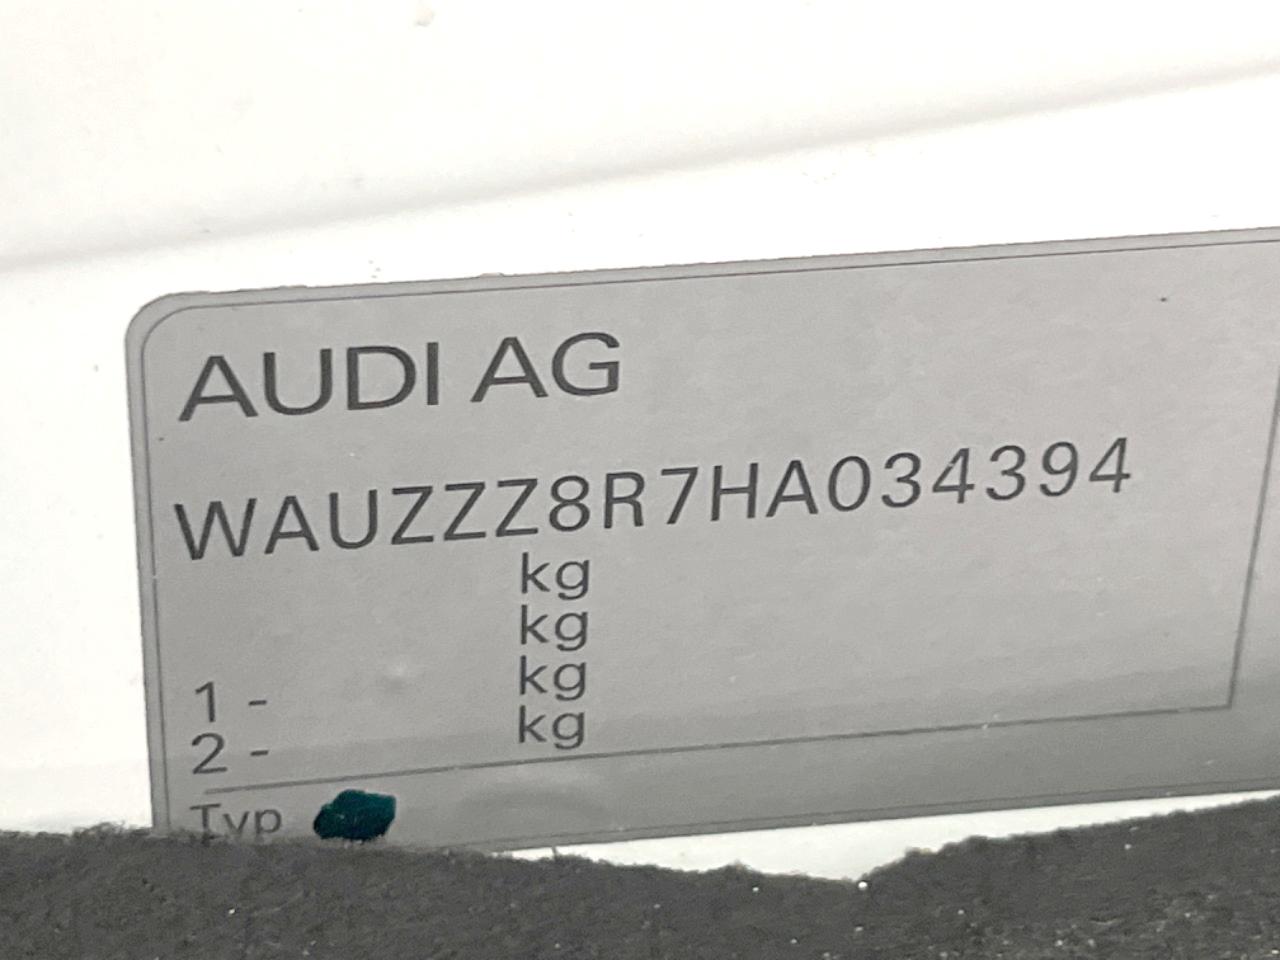 AUDI AG
WAUZZZ8R7HA034394
kg
kg
1 - kg
2 - kg
Typ